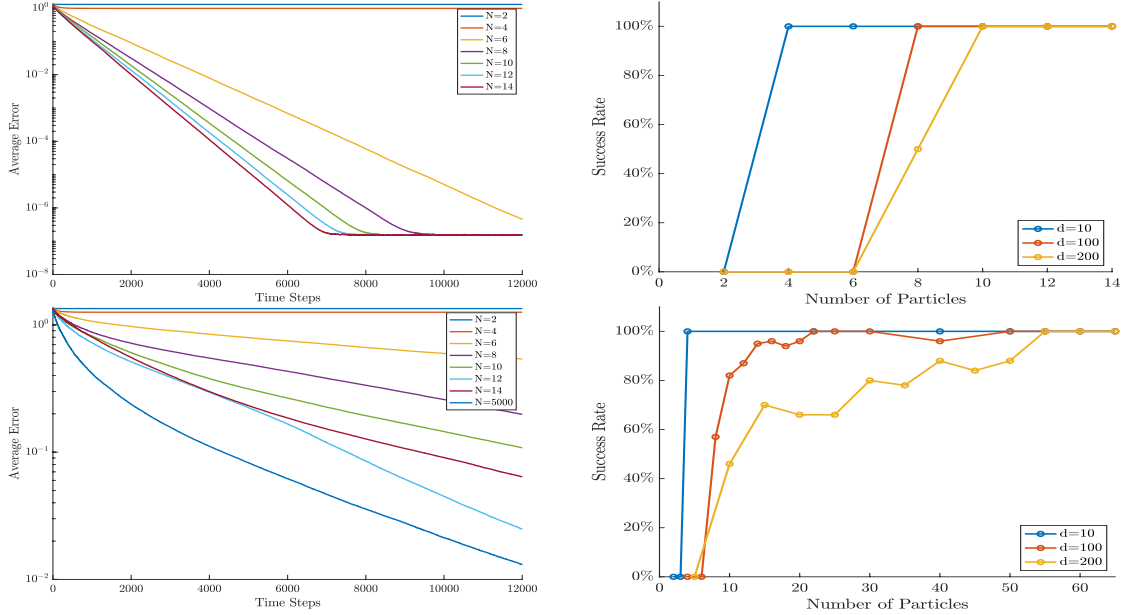 10^0
10^-2
10^-4
10^-6
10^-8
Average Error
0 2000 4000 6000 8000 10000 12000
Time Steps
N=2
N=4
N=6
N=8
N=10
N=12
N=14
100%
80%
60%
40%
20%
0%
Success Rate
2 4 6 8 10 12 14
Number of Particles
d=10
d=100
d=200
10^0
10^-1
10^-2
Average Error
0 2000 4000 6000 8000 10000 12000
Time Steps
N=2
N=4
N=6
N=8
N=10
N=12
N=14
N=5000
100%
80%
60%
40%
20%
0%
Success Rate
10 20 30 40 50 60
Number of Particles
d=10
d=100
d=200